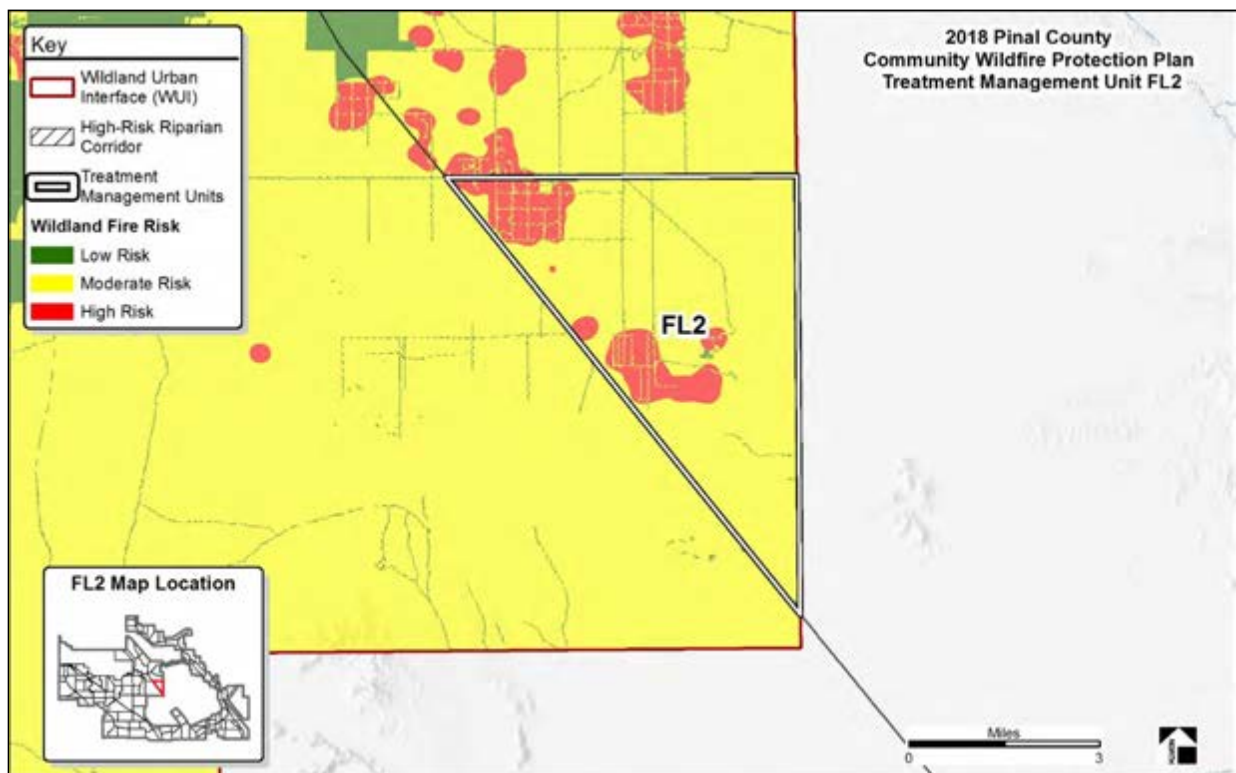 Key
Wildland Urban
Interface (WUI)
High-Risk Riparian
Corridor
Treatment
Management Units
Wildland Fire Risk
Low Risk
Moderate Risk
High Risk
2018 Pinal County
Community Wildfire Protection Plan
Treatment Management Unit FL2
FL2
FL2 Map Location
Miles
0 3